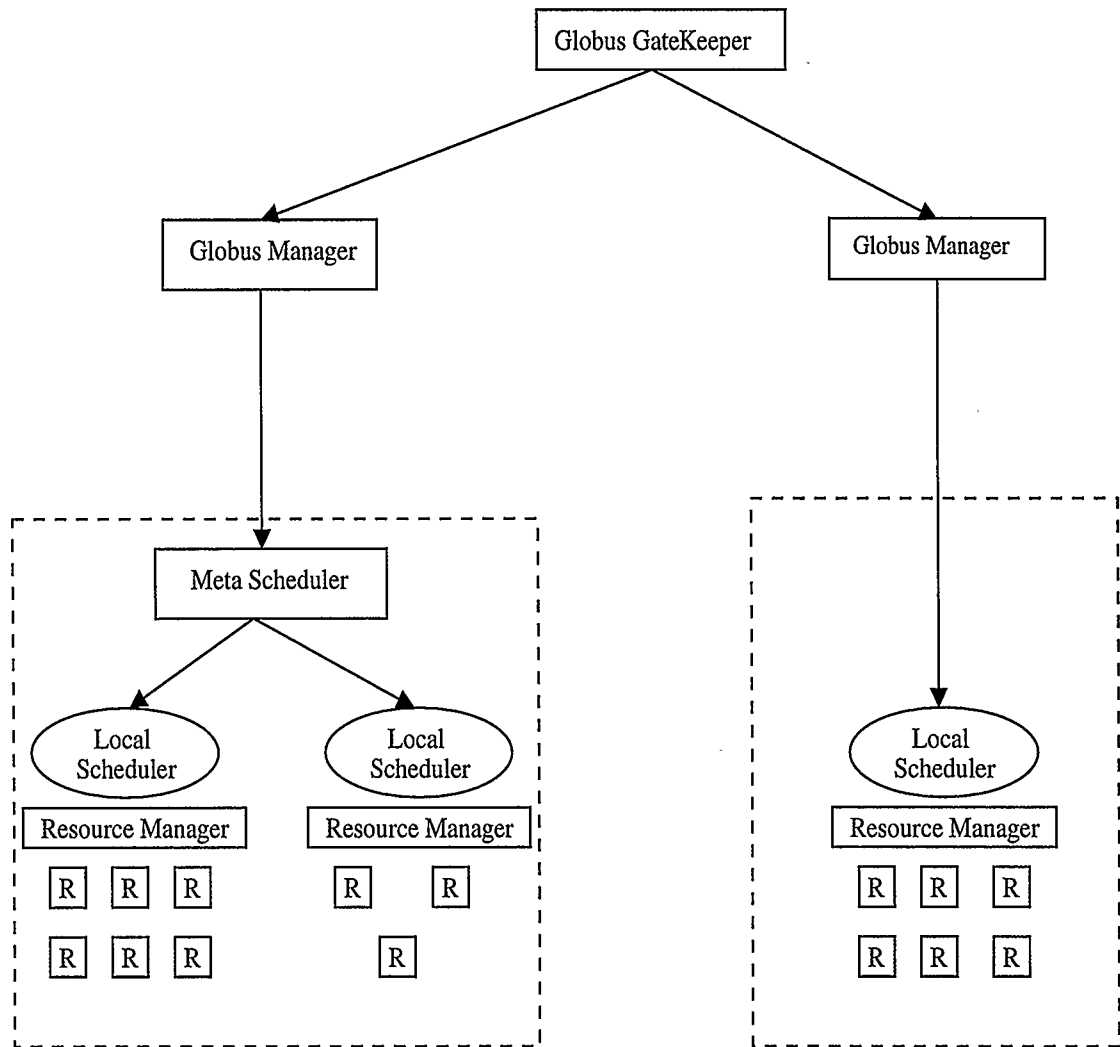 Globus GateKeeper
Globus Manager
Globus Manager
Meta Scheduler
Local
Scheduler
Local
Scheduler
Local
Scheduler
Resource Manager
Resource Manager
Resource Manager
R R R
R R
R R R
R R R
R
R R R